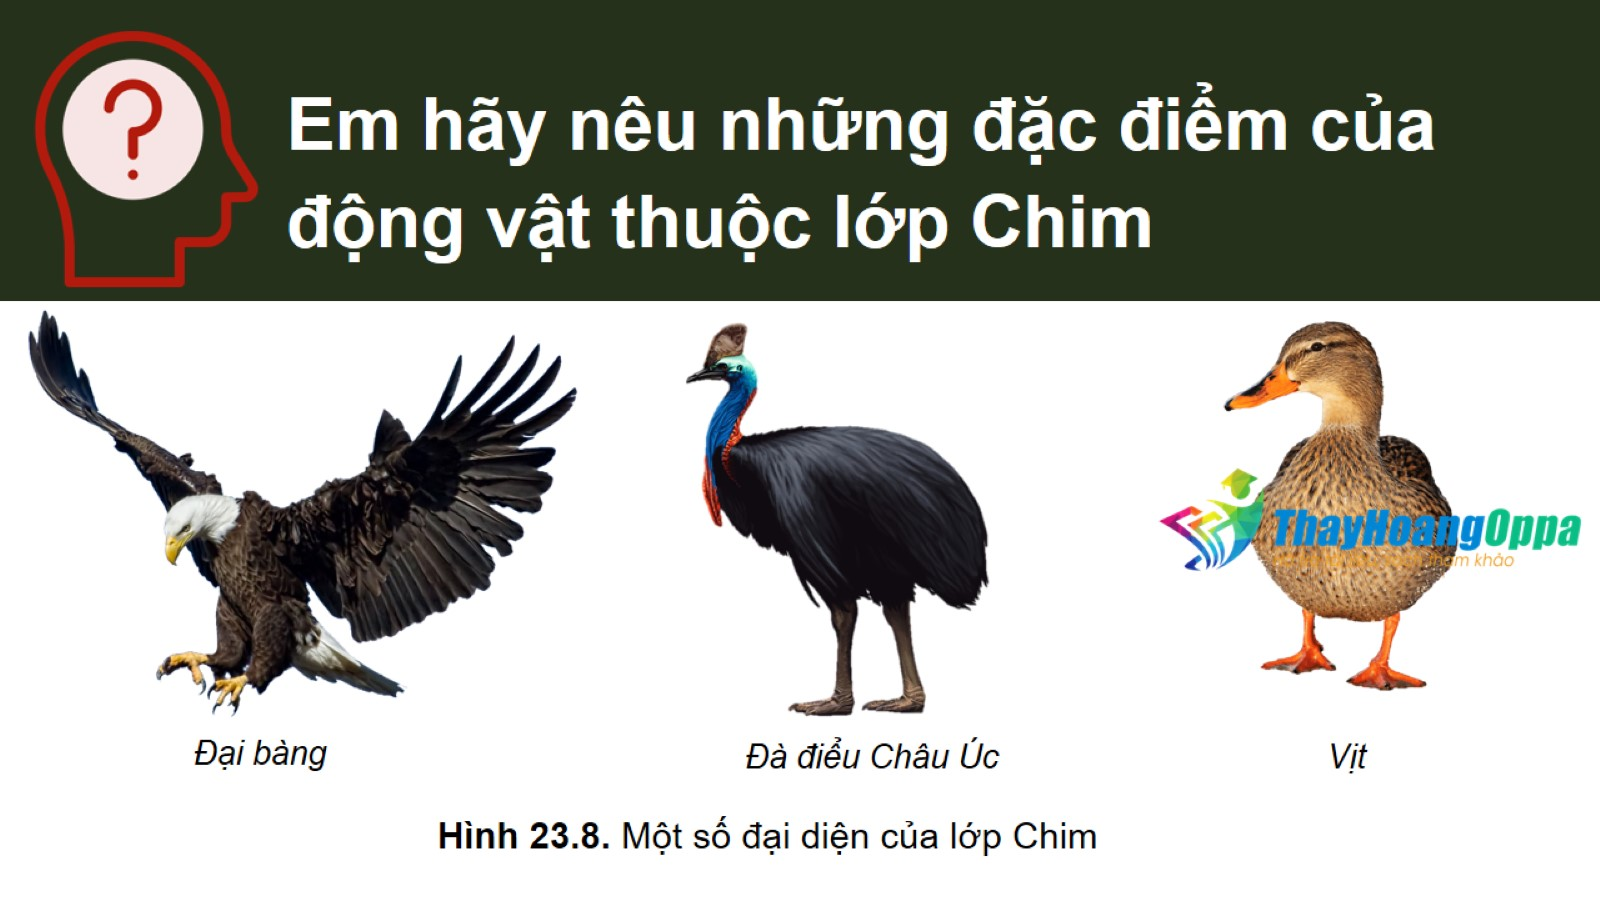 ?
Em hãy nêu những đặc điểm của
động vật thuộc lớp Chim
ThayHoangOppa
khảo
Đại bàng
Đà điểu Châu Úc
Vịt
Hình 23.8. Một số đại diện của lớp Chim